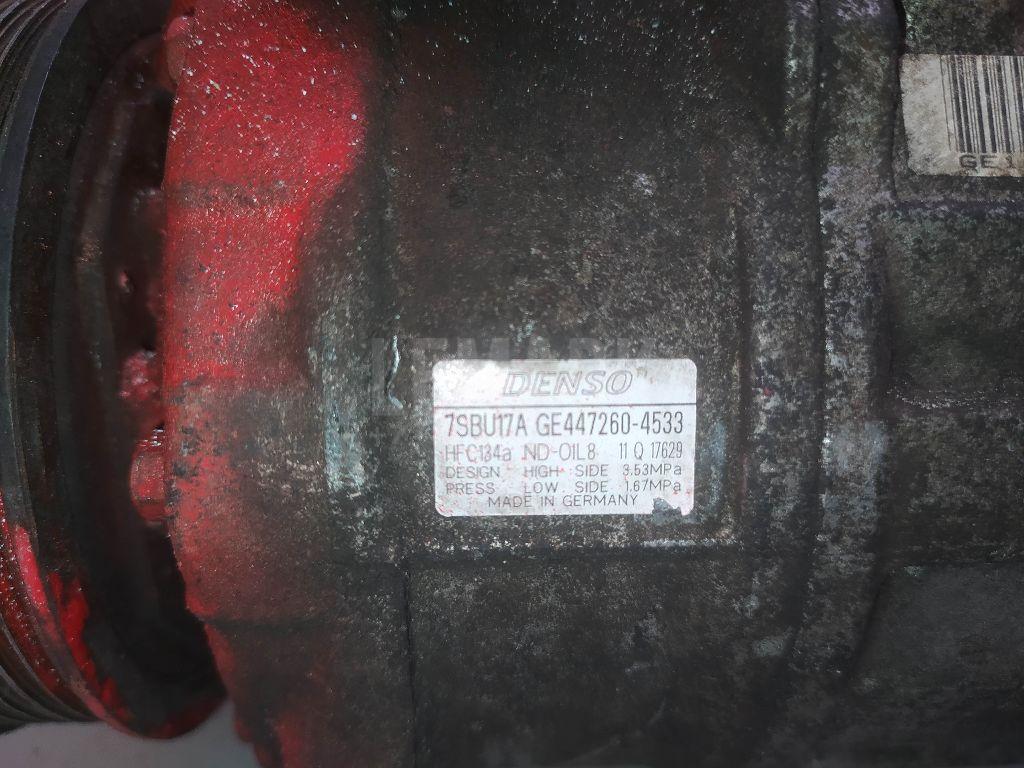 DENSO
7SBU17A GE447260-4533
HFC134a ND-OIL8 11 Q 17629
DESIGN HIGH SIDE 3.53MPa
PRESS LOW SIDE 1.67MPa
MADE IN GERMANY
GE1